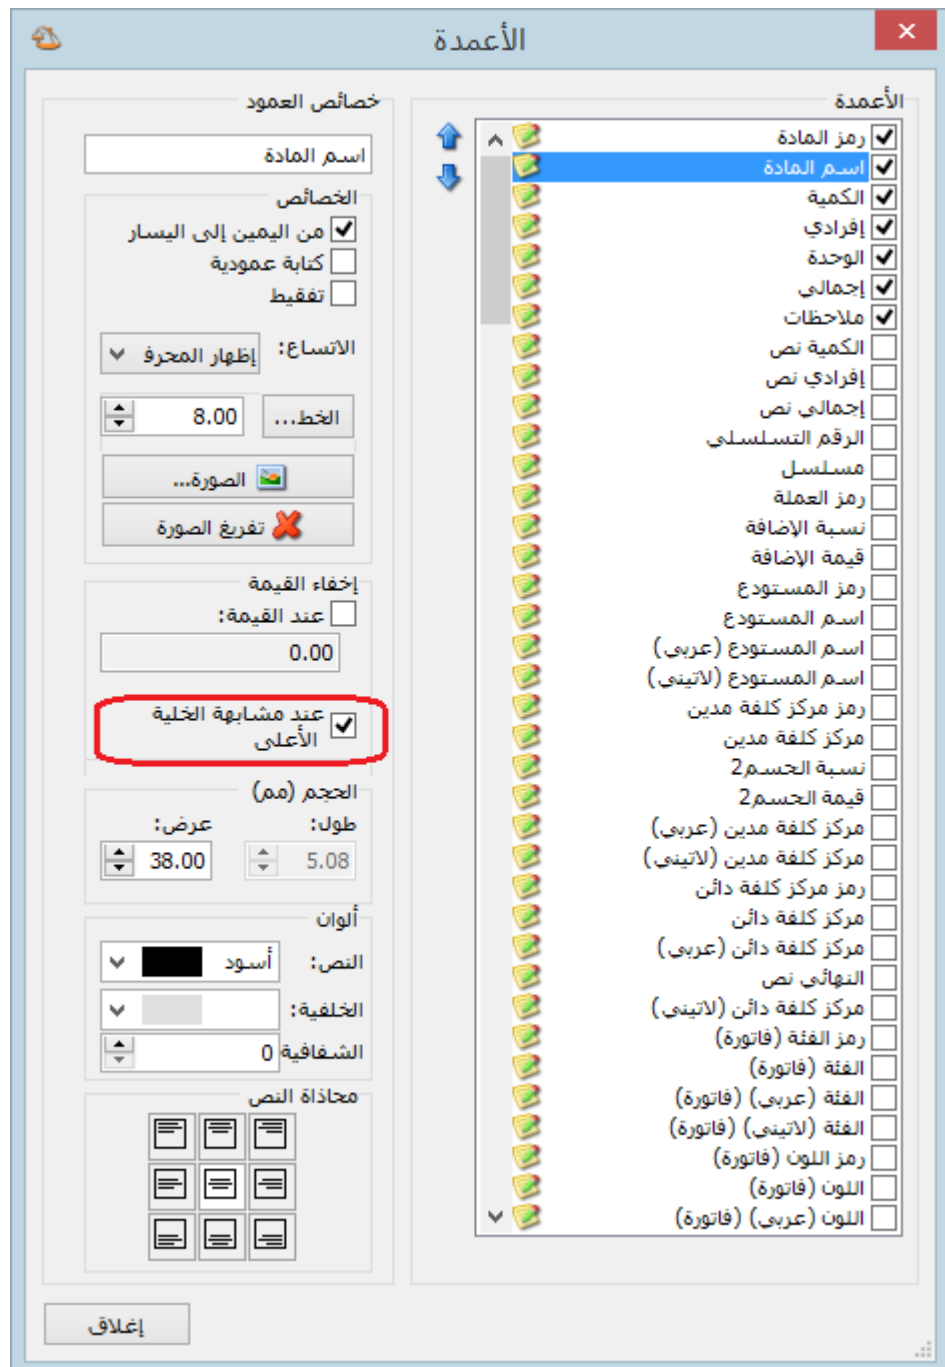 الأعمدة
الأعمدة
رمز المادة
اسم المادة
الكمية
إفرادي
الوحدة
إجمالي
ملاحظات
الكمية نص
إفرادي نص
إجمالي نص
الرقم التسلسلي
مسلسل
رمز العملة
نسبة الإضافة
قيمة الإضافة
رمز المستودع
اسم المستودع
اسم المستودع (عربي)
اسم المستودع (لاتيني)
رمز مركز كلفة مدين
مركز كلفة مدين
نسبة الحسم2
قيمة الحسم2
مركز كلفة مدين (عربي)
مركز كلفة مدين (لاتيني)
رمز مركز كلفة دائن
مركز كلفة دائن
مركز كلفة دائن (عربي)
النهائي نص
مركز كلفة دائن (لاتيني)
رمز الفئة (فاتورة)
الفئة (فاتورة)
الفئة (عربي) (فاتورة)
الفئة (لاتيني) (فاتورة)
رمز اللون (فاتورة)
اللون (فاتورة)
اللون (عربي) (فاتورة)
خصائص العمود
اسم المادة
الخصائص
من اليمين إلى اليسار
كتابة عمودية
تفقيط
الاتساع: إظهار المحرف
الخط... 8.00
الصورة...
تفريغ الصورة
إخفاء القيمة
عند القيمة:
0.00
عند مشابهة الخلية
الأعلى
الحجم (مم)
طول: عرض:
5.08 38.00
ألوان
النص: أسود
الخلفية:
الشفافية 0
محاذاة النص
إغلاق